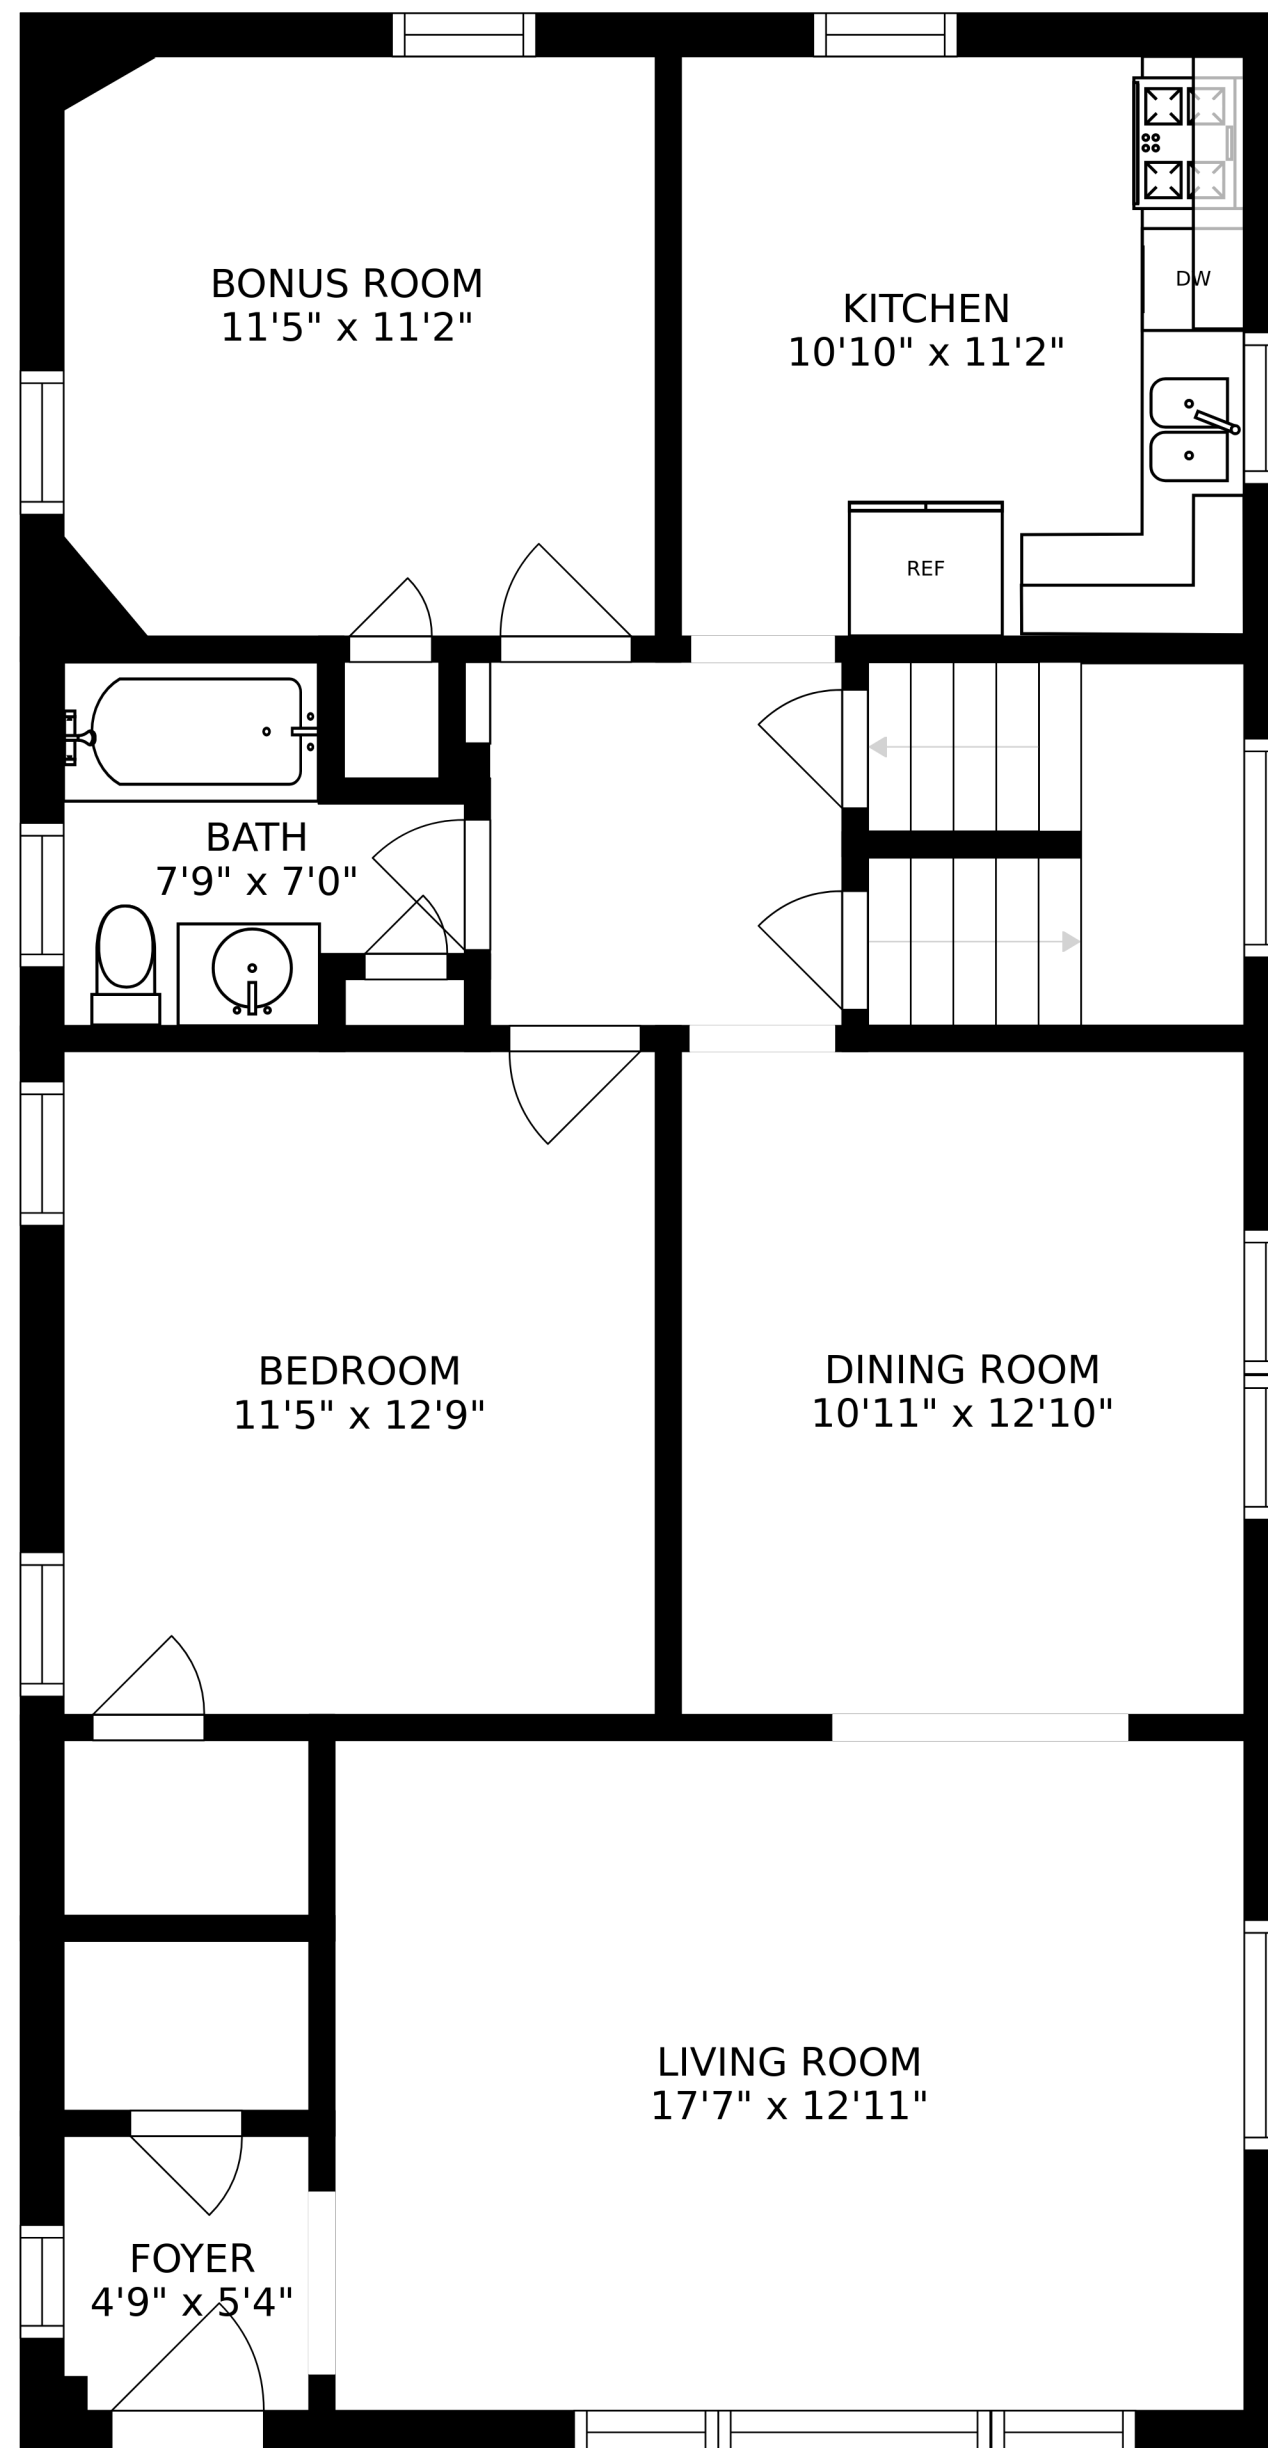 BONUS ROOM
11'5" x 11'2"
KITCHEN
10'10" x 11'2"
DW
REF
BATH
7'9" x 7'0"
BEDROOM
11'5" x 12'9"
DINING ROOM
10'11" x 12'10"
LIVING ROOM
17'7" x 12'11"
FOYER
4'9" x 5'4"